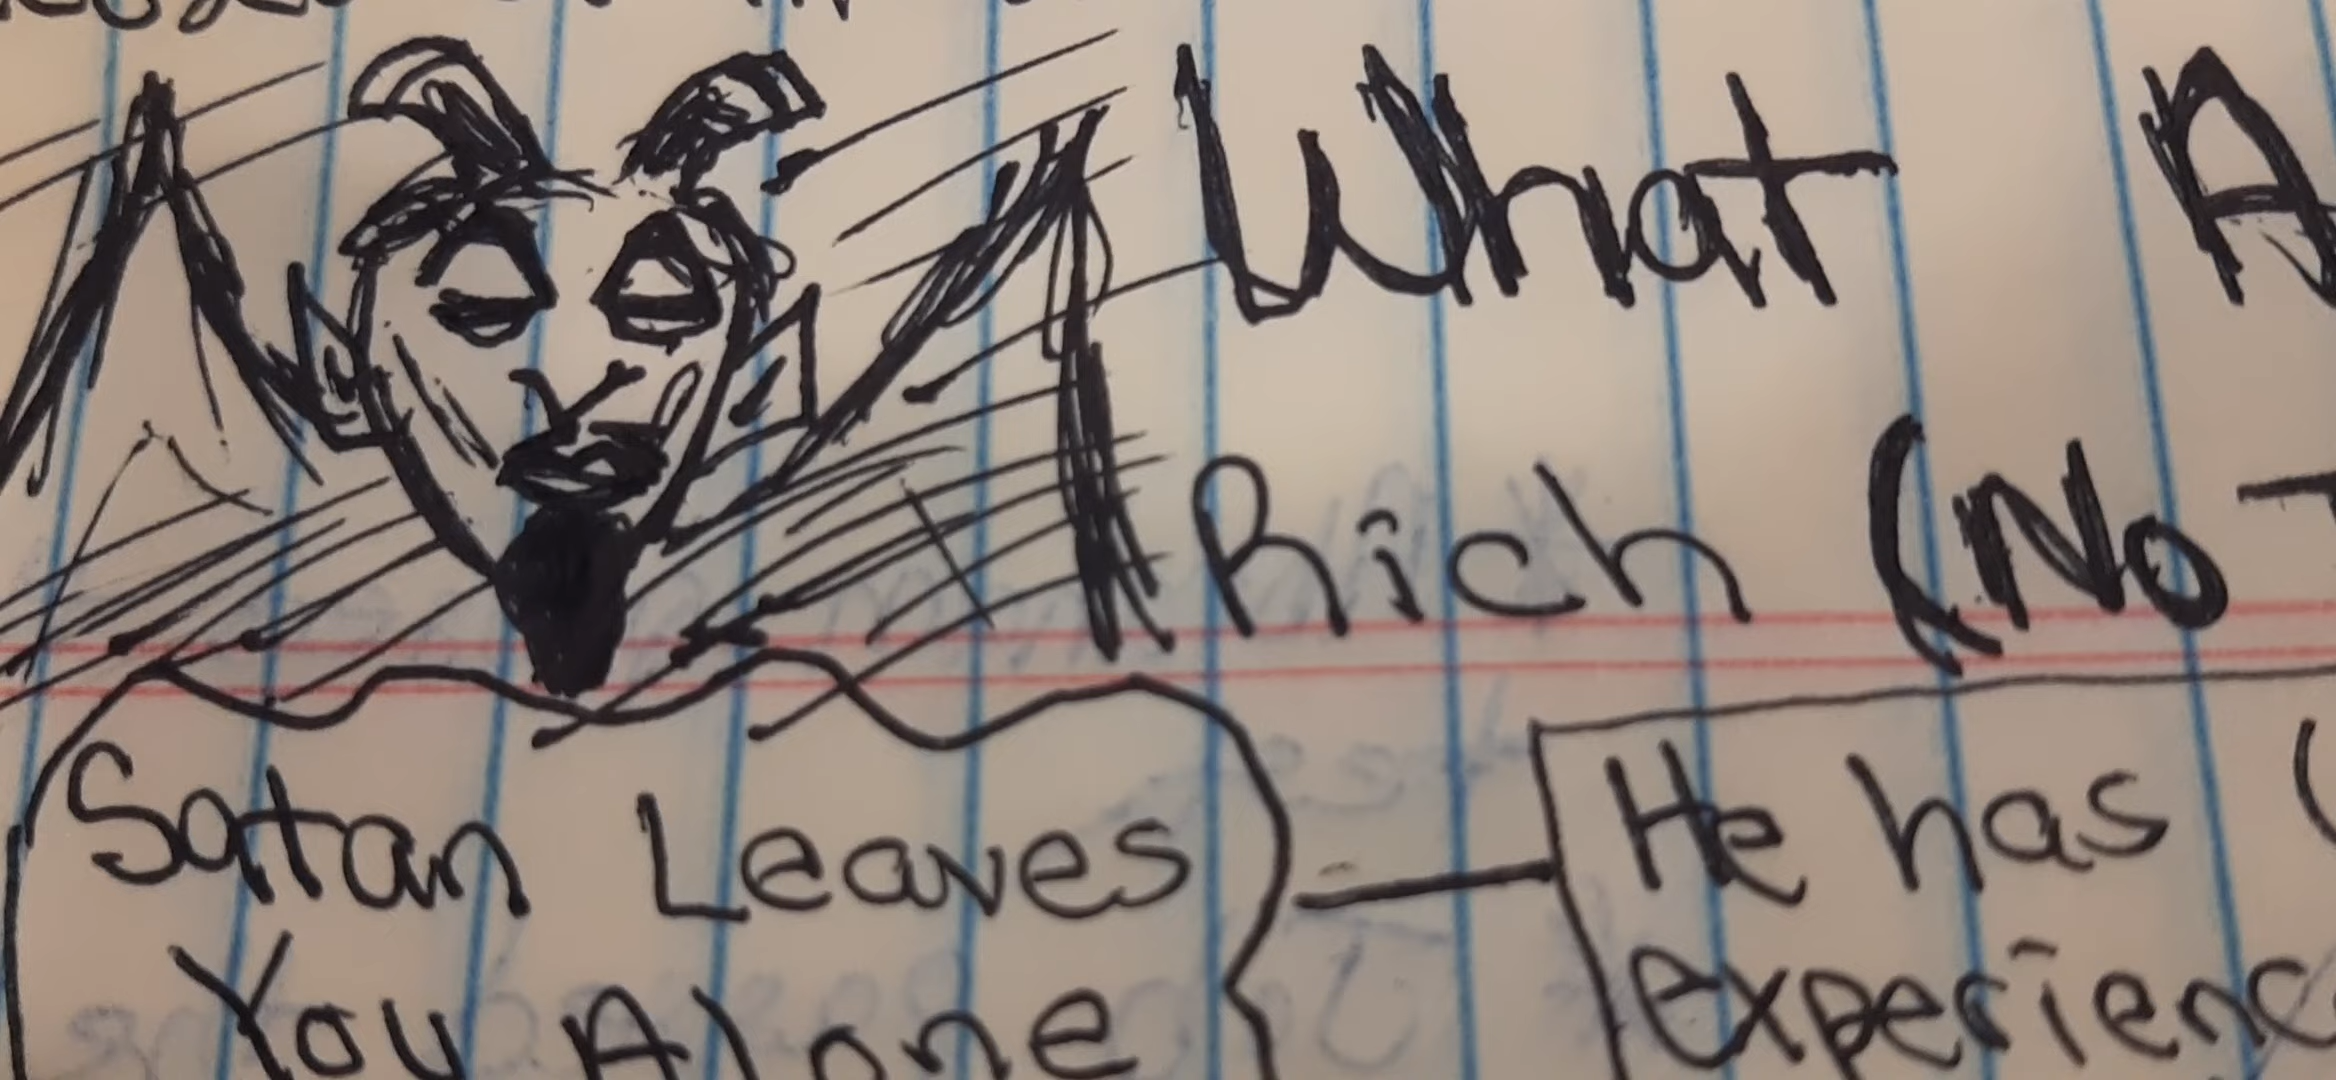 What A
Rich (No
Satan Leaves
You Alone
He has
experienc